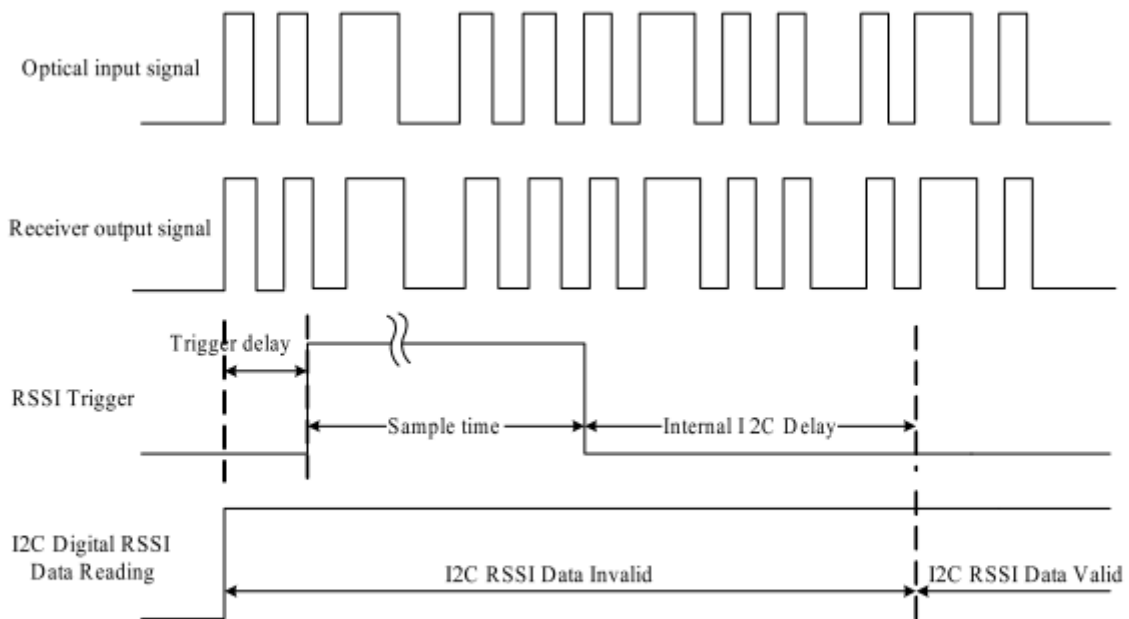 Optical input signal
Receiver output signal
Trigger delay
RSSI Trigger
Sample time
Internal I 2C Delay
I2C Digital RSSI
Data Reading
I2C RSSI Data Invalid
I2C RSSI Data Valid